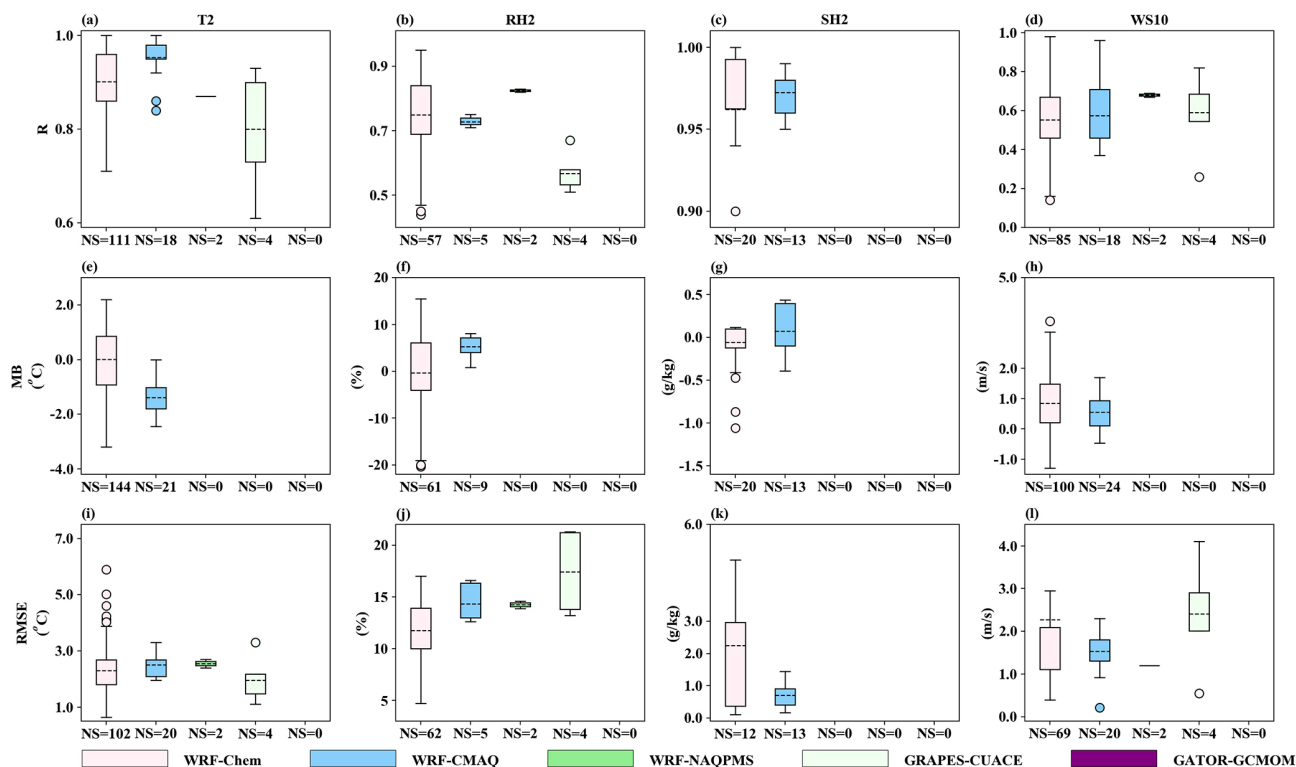 (a) T2
(b) RH2
(c) SH2
(d) WS10
R
1.0
0.8
0.6
NS=111 NS=18 NS=2 NS=4 NS=0
0.9
0.7
0.5
NS=57 NS=5 NS=2 NS=4 NS=0
1.00
0.95
0.90
NS=20 NS=13 NS=0 NS=0 NS=0
1.0
0.8
0.6
0.4
0.2
0.0
NS=85 NS=18 NS=2 NS=4 NS=0
(e)
MB
(°C)
2.0
0.0
-2.0
-4.0
NS=144 NS=21 NS=0 NS=0 NS=0
(f)
(%)
20
10
0
-10
-20
NS=61 NS=9 NS=2 NS=0 NS=0
(g)
(g/kg)
0.5
0.0
-0.5
-1.0
-1.5
NS=20 NS=13 NS=0 NS=0 NS=0
(h)
(m/s)
5.0
2.0
1.0
0.0
-1.0
NS=100 NS=24 NS=0 NS=0 NS=0
(i)
RMSE
(°C)
7.0
5.0
3.0
1.0
NS=102 NS=20 NS=2 NS=4 NS=0
(j)
(%)
20
15
10
5
NS=62 NS=5 NS=2 NS=4 NS=0
(k)
(g/kg)
6.0
3.0
2.0
1.0
0.0
NS=12 NS=13 NS=0 NS=0 NS=0
(l)
(m/s)
4.0
3.0
2.0
1.0
0.0
NS=69 NS=20 NS=2 NS=4 NS=0
WRF-Chem WRF-CMAQ WRF-NAQPMS GRAPES-CUACE GATOR-GCMOM